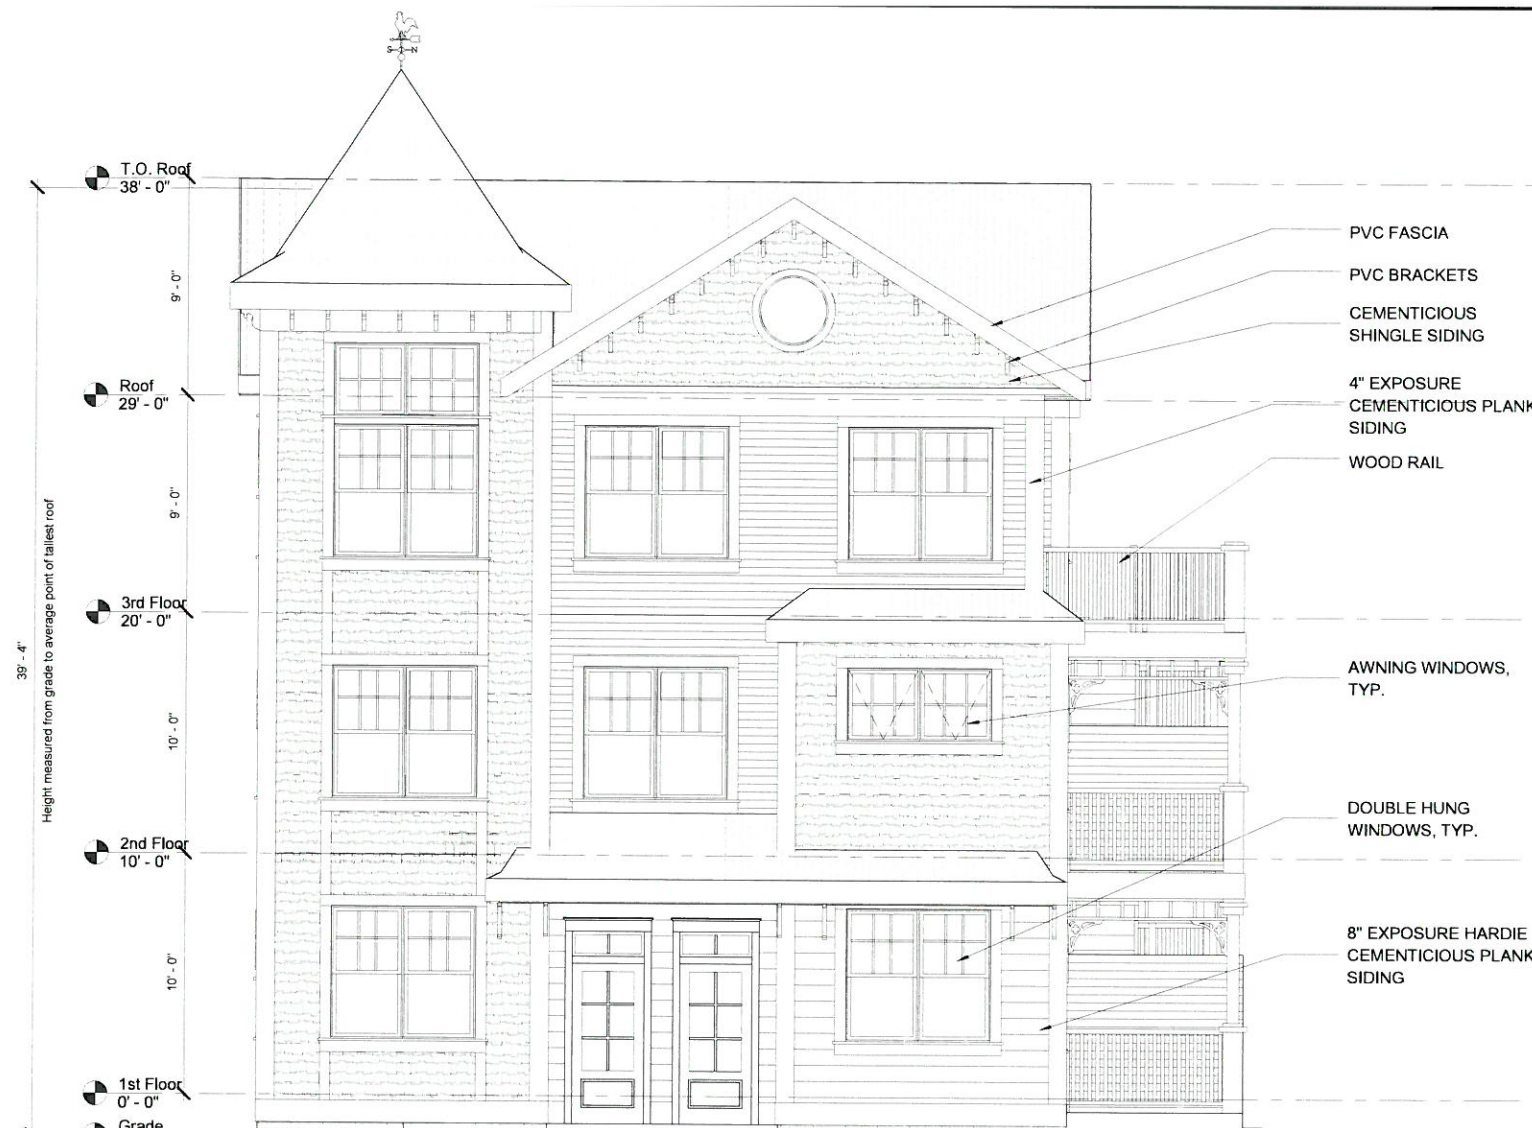 S N
T.O. Roof
38' - 0"
9' - 0"
Roof
29' - 0"
9' - 0"
3rd Floor
20' - 0"
10' - 0"
2nd Floor
10' - 0"
10' - 0"
1st Floor
0' - 0"
Grade
39' - 4"
Height measured from grade to average point of tallest roof
PVC FASCIA
PVC BRACKETS
CEMENTICIOUS
SHINGLE SIDING
4" EXPOSURE
CEMENTICIOUS PLANK
SIDING
WOOD RAIL
AWNING WINDOWS,
TYP.
DOUBLE HUNG
WINDOWS, TYP.
8" EXPOSURE HARDIE
CEMENTICIOUS PLANK
SIDING